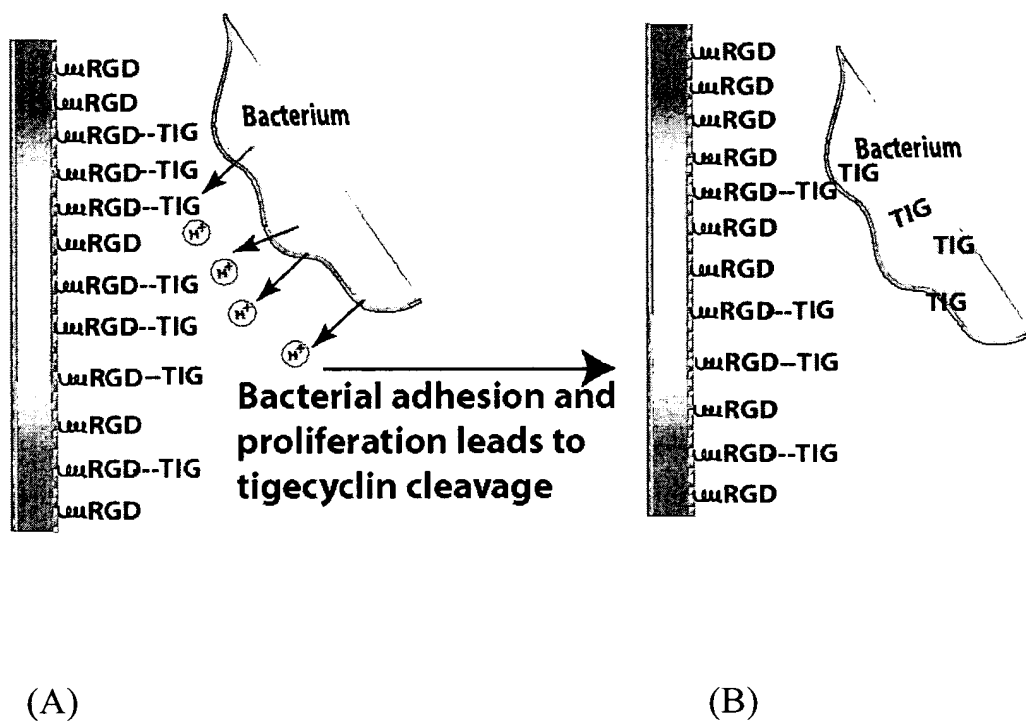 RGD
RGD
RGD--TIG
RGD--TIG
RGD--TIG
RGD
RGD--TIG
RGD--TIG
RGD--TIG
RGD
RGD--TIG
RGD
Bacterium
H+
H+
H+
H+
Bacterial adhesion and
proliferation leads to
tigecyclin cleavage
RGD
RGD
RGD
RGD
RGD--TIG
RGD
RGD
RGD--TIG
RGD--TIG
RGD
RGD--TIG
RGD
Bacterium
TIG
TIG
TIG
TIG
(A)
(B)